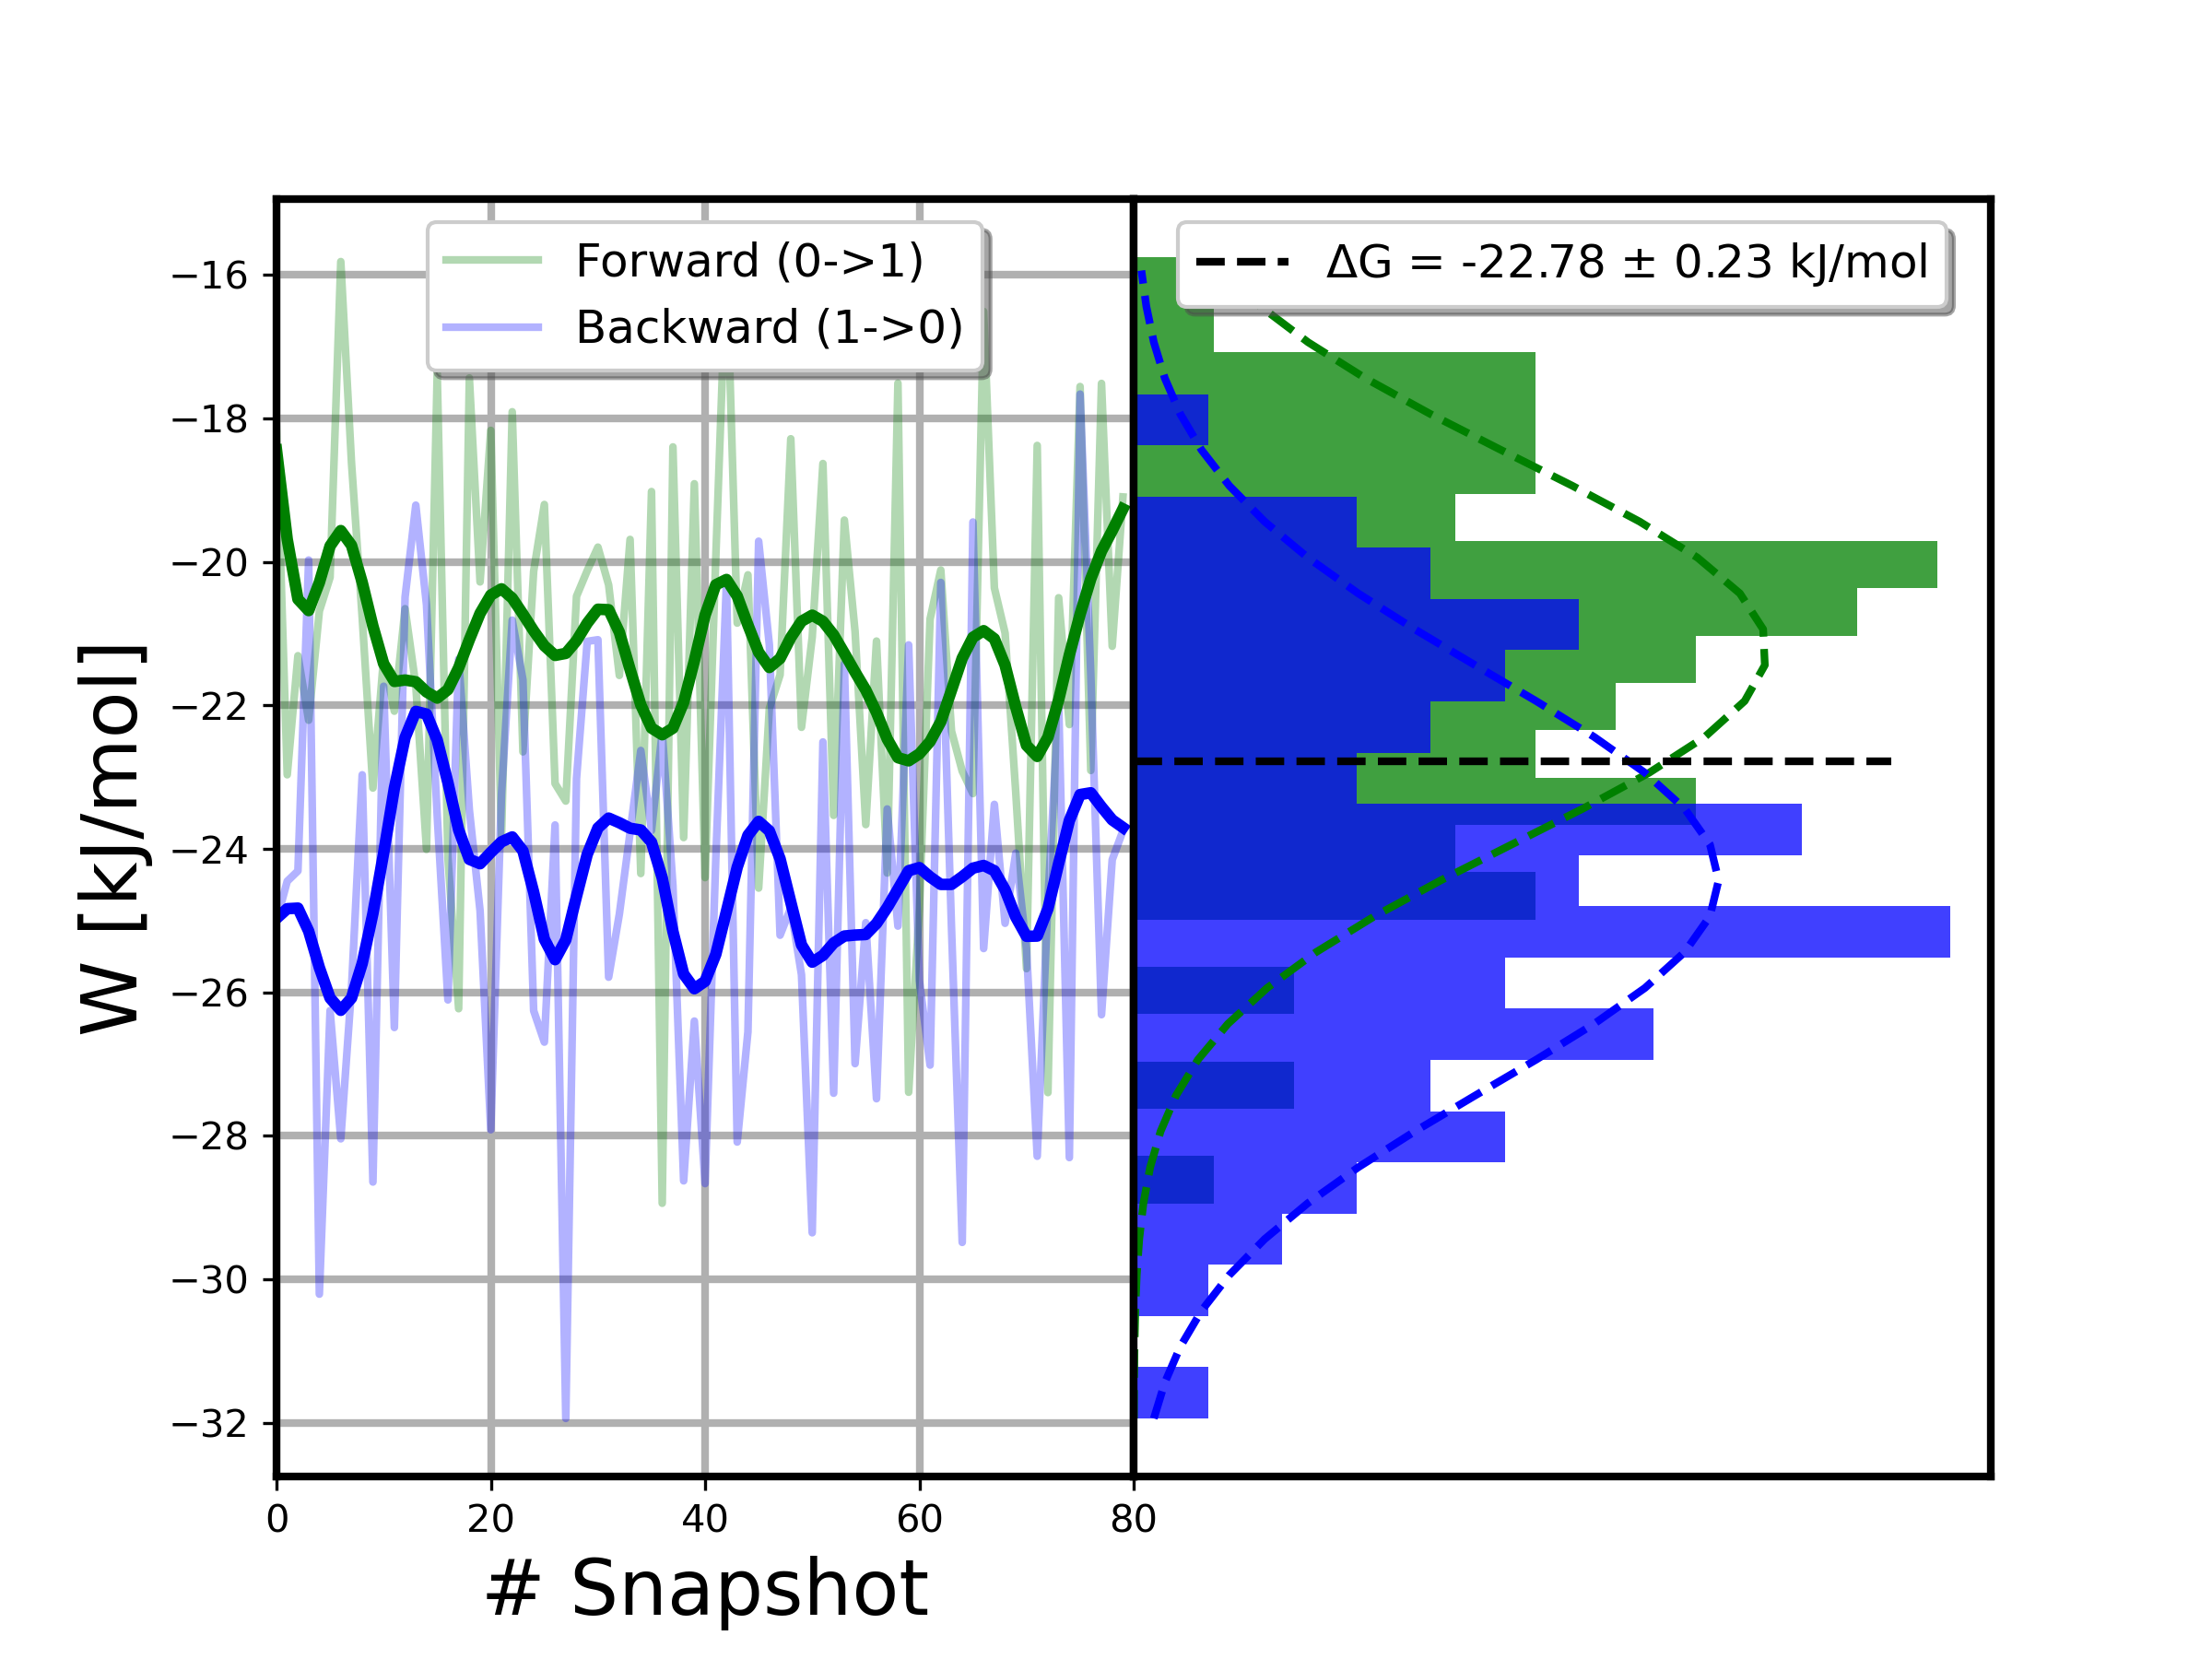 Forward (0->1)
Backward (1->0)
ΔG = -22.78 ± 0.23 kJ/mol
W [kJ/mol]
−16
−18
−20
−22
−24
−26
−28
−30
−32
0 20 40 60 80
# Snapshot